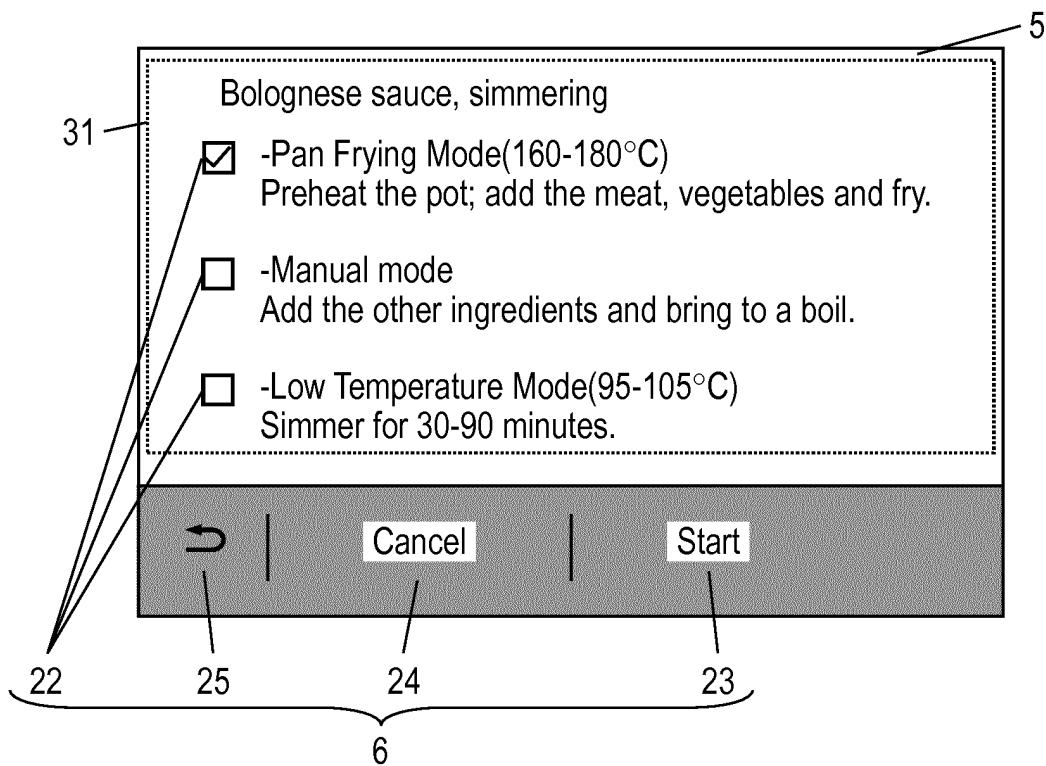 5
Bolognese sauce, simmering
31
-Pan Frying Mode(160-180°C)
Preheat the pot; add the meat, vegetables and fry.
-Manual mode
Add the other ingredients and bring to a boil.
-Low Temperature Mode(95-105°C)
Simmer for 30-90 minutes.
Cancel
Start
22
25
24
23
6